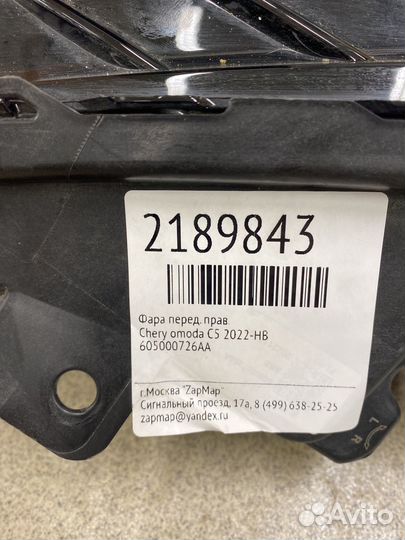 2189843
Фара перед. прав.
Chery omoda C5 2022-НВ
605000726AA
г.Москва "ZapMap"
Сигнальный проезд, 17а, 8 (499) 638-25-25
zapmap@yandex.ru
L R
Avito